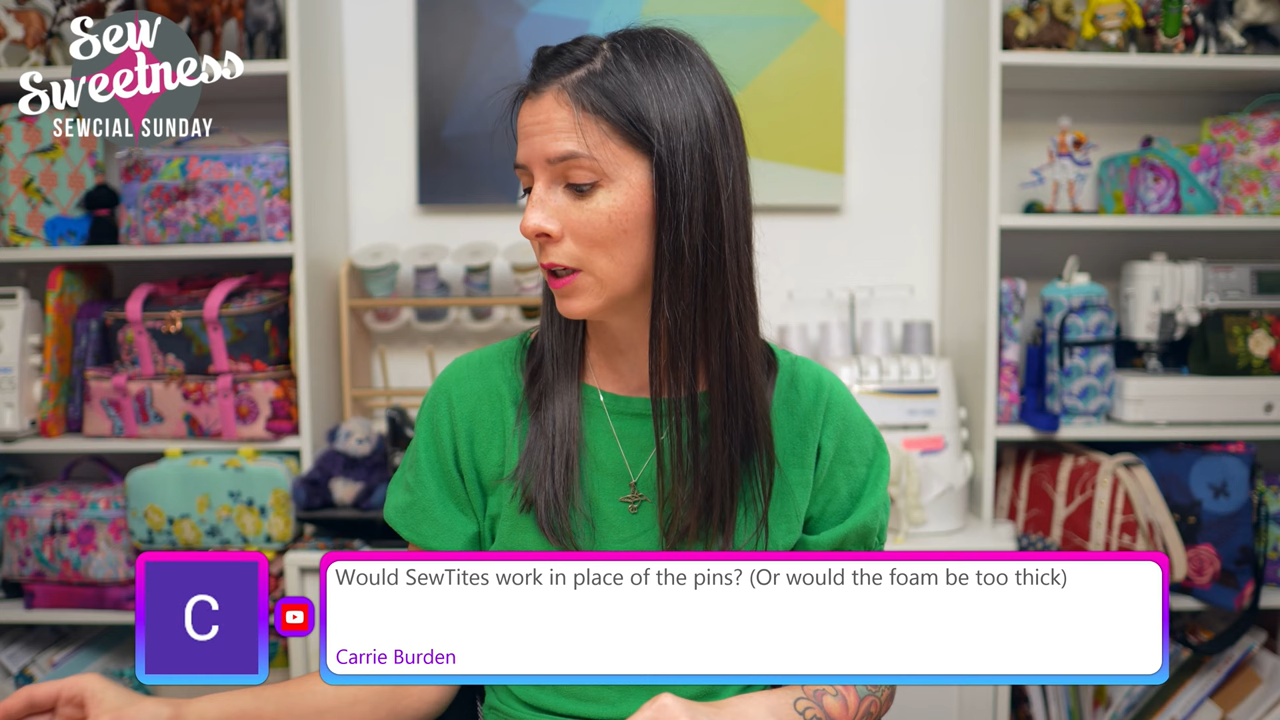 Sew
Sweetness
SEWCIAL SUNDAY
Would SewTites work in place of the pins? (Or would the foam be too thick)
C
Carrie Burden